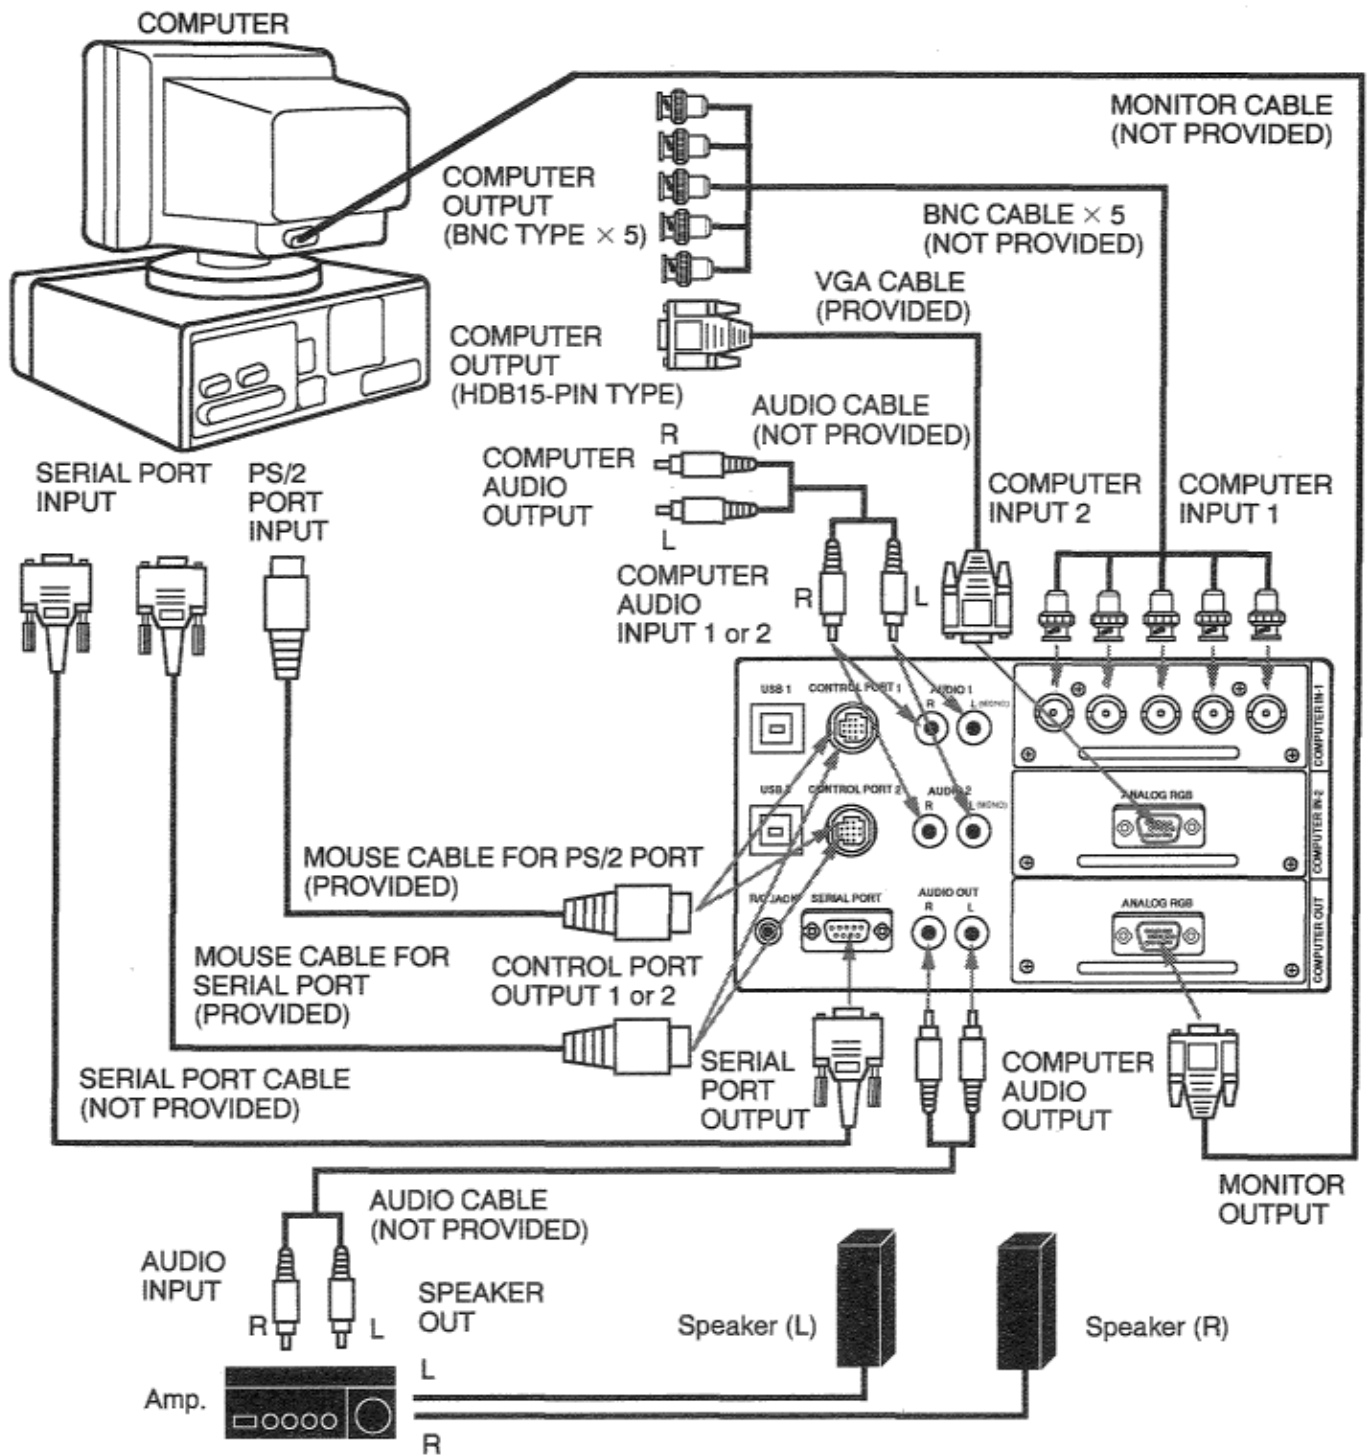 COMPUTER
MONITOR CABLE
(NOT PROVIDED)
COMPUTER
OUTPUT
(BNC TYPE × 5)
BNC CABLE × 5
(NOT PROVIDED)
VGA CABLE
(PROVIDED)
COMPUTER
OUTPUT
(HDB15-PIN TYPE)
AUDIO CABLE
(NOT PROVIDED)
R
COMPUTER
AUDIO
OUTPUT
L
SERIAL PORT
INPUT
PS/2
PORT
INPUT
COMPUTER
INPUT 2
COMPUTER
INPUT 1
COMPUTER
AUDIO
INPUT 1 or 2
R
L
USB 1
CONTROL PORT 1
AUDIO 1
R
L (MONO)
COMPUTER IN-1
USB 2
CONTROL PORT 2
AUDIO 2
R
L (MONO)
ANALOG RGB
COMPUTER IN-2
R/C JACK
SERIAL PORT
AUDIO OUT
R
L
ANALOG RGB
COMPUTER OUT
MOUSE CABLE FOR PS/2 PORT
(PROVIDED)
MOUSE CABLE FOR
SERIAL PORT
(PROVIDED)
CONTROL PORT
OUTPUT 1 or 2
SERIAL PORT CABLE
(NOT PROVIDED)
SERIAL
PORT
OUTPUT
COMPUTER
AUDIO
OUTPUT
MONITOR
OUTPUT
AUDIO CABLE
(NOT PROVIDED)
AUDIO
INPUT
R
L
SPEAKER
OUT
Speaker (L)
Speaker (R)
Amp.
L
R